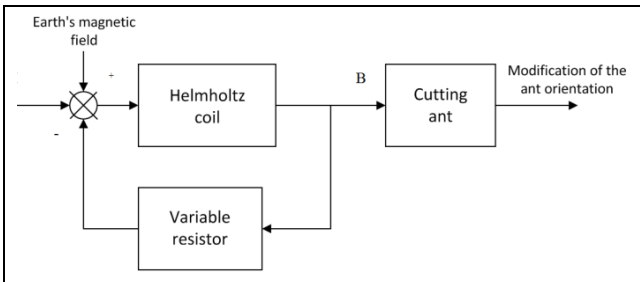 Earth's magnetic
field
+
Helmholtz
coil
B
Cutting
ant
Modification of the
ant orientation
-
Variable
resistor